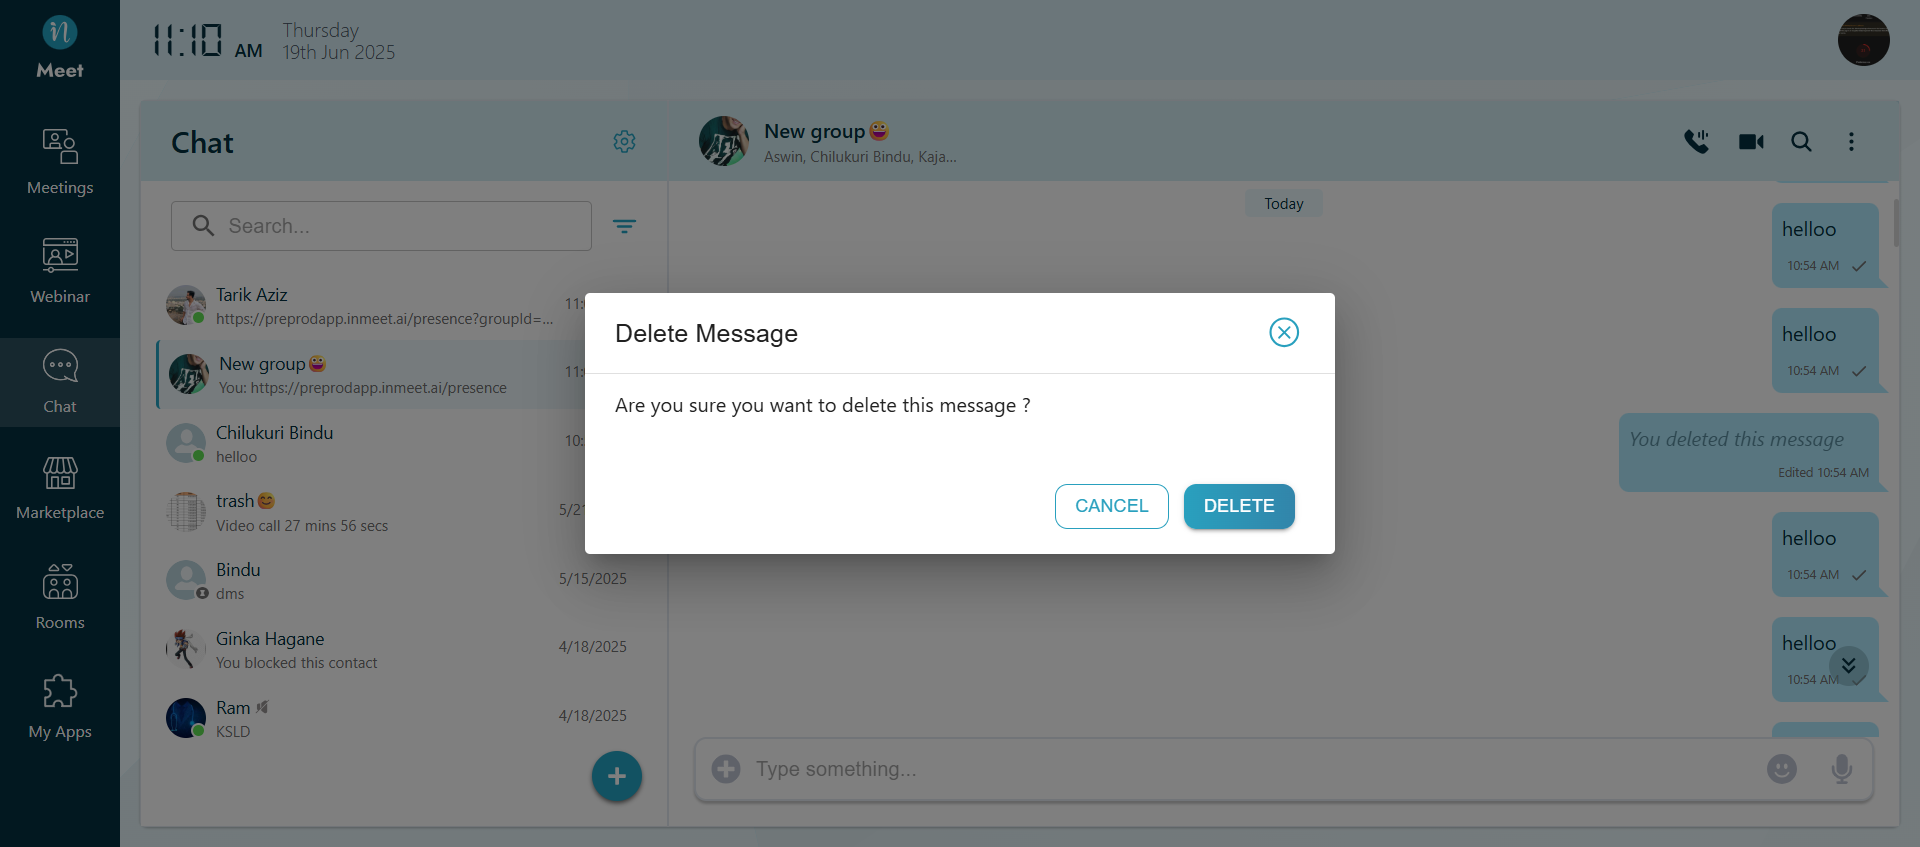 Meet
Meetings
Webinar
Chat
Marketplace
Rooms
My Apps
11:10 AM
Thursday
19th Jun 2025
Chat
Search...
Tarik Aziz
https://preprodapp.inmeet.ai/presence?groupId=...
11:
New group😀
You: https://preprodapp.inmeet.ai/presence
11:
Chilukuri Bindu
helloo
10:
trash😊
Video call 27 mins 56 secs
5/21
Bindu
dms
5/15/2025
Ginka Hagane
You blocked this contact
4/18/2025
Ram
KSLD
4/18/2025
New group😀
Aswin, Chilukuri Bindu, Kaja...
Today
helloo
10:54 AM
helloo
10:54 AM
You deleted this message
Edited 10:54 AM
helloo
10:54 AM
helloo
10:54 AM
Type something...
Delete Message
Are you sure you want to delete this message ?
CANCEL
DELETE